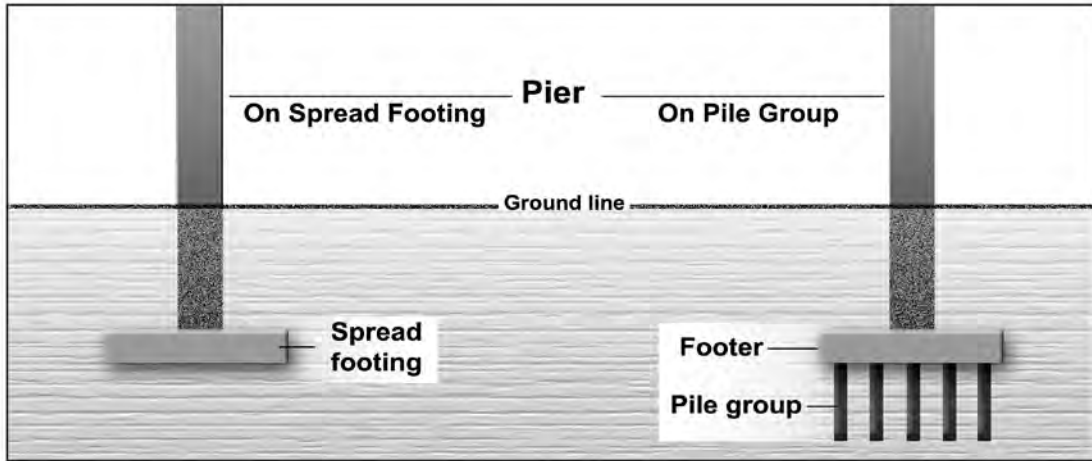 Pier
On Spread Footing
On Pile Group
Ground line
Spread
footing
Footer
Pile group